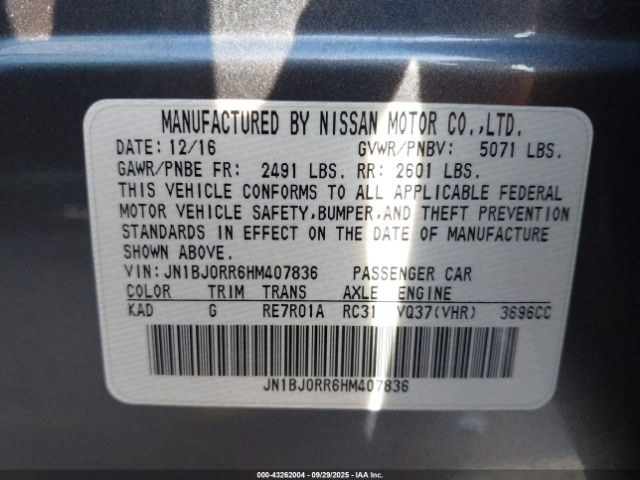 MANUFACTURED BY NISSAN MOTOR CO.,LTD.
DATE: 12/16 GVWR/PNBV: 5071 LBS.
GAWR/PNBE FR: 2491 LBS. RR: 2601 LBS.
THIS VEHICLE CONFORMS TO ALL APPLICABLE FEDERAL
MOTOR VEHICLE SAFETY,BUMPER,AND THEFT PREVENTION
STANDARDS IN EFFECT ON THE DATE OF MANUFACTURE
SHOWN ABOVE.
VIN: JN1BJ0RR6HM407836 PASSENGER CAR
COLOR TRIM TRANS AXLE ENGINE
KAD G RE7R01A RC31 VQ37(VHR) 3696CC
JN1BJ0RR6HM407836
000-43262004 - 09/29/2025 - IAA Inc.